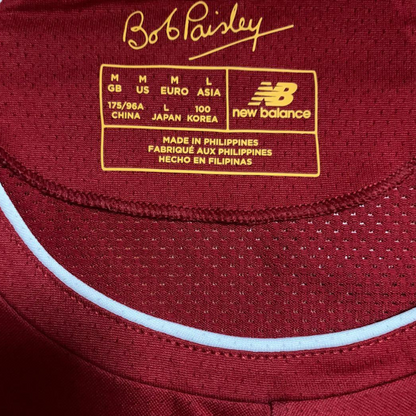 Bob Paisley
M GB M US M EURO L ASIA
175/96A CHINA L JAPAN 100 KOREA
new balance
MADE IN PHILIPPINES
FABRIQUÉ AUX PHILIPPINES
HECHO EN FILIPINAS